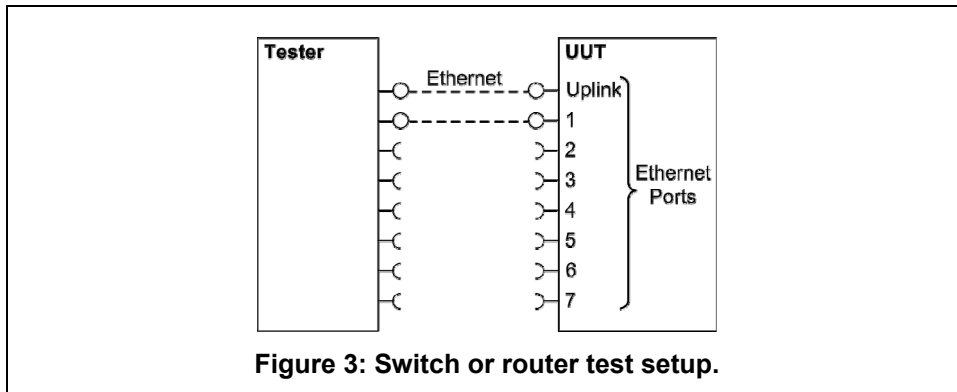 Tester
UUT
Ethernet
Uplink
1
2
3
4
5
6
7
Ethernet
Ports
Figure 3: Switch or router test setup.